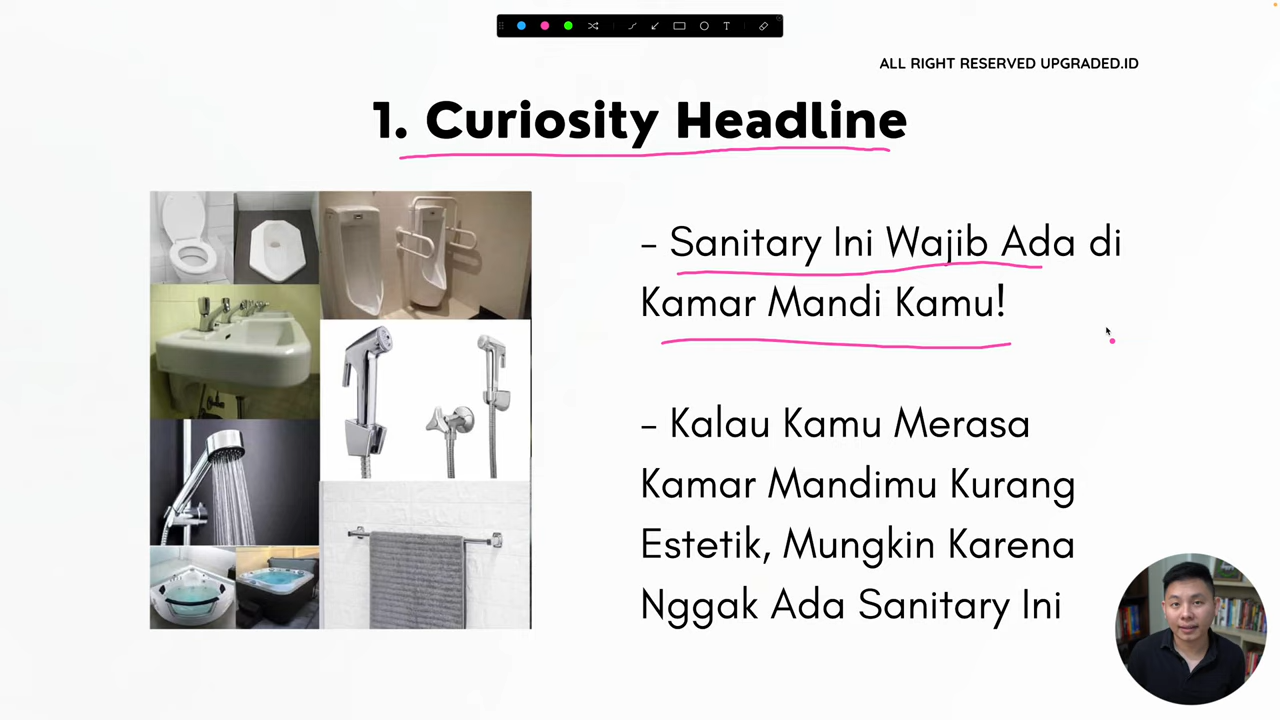 T
ALL RIGHT RESERVED UPGRADED.ID
1. Curiosity Headline
- Sanitary Ini Wajib Ada di
Kamar Mandi Kamu!
- Kalau Kamu Merasa
Kamar Mandimu Kurang
Estetik, Mungkin Karena
Nggak Ada Sanitary Ini